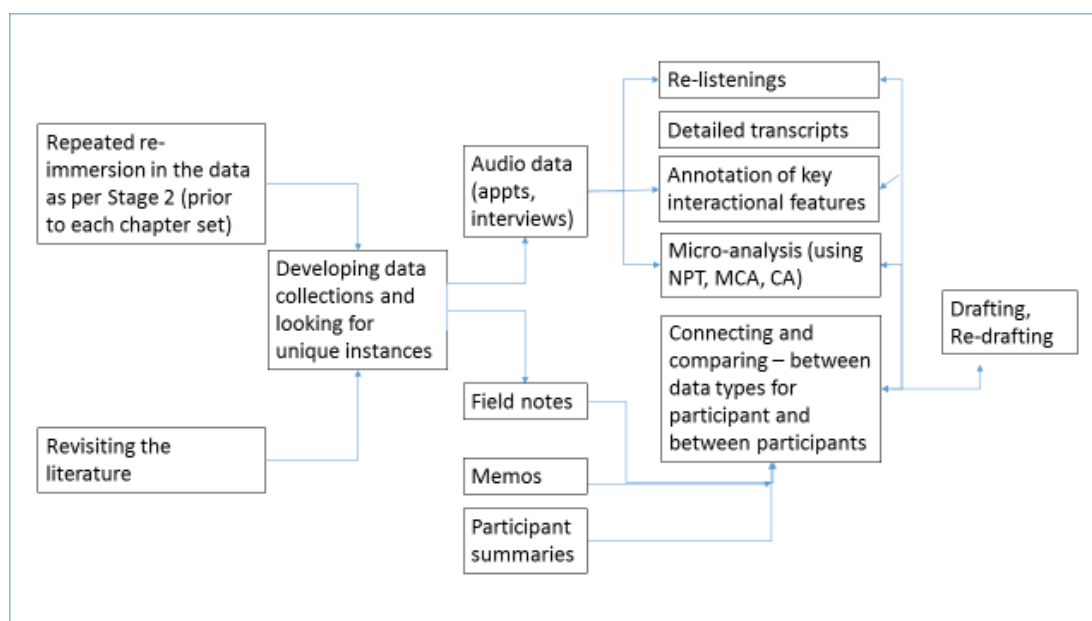 Repeated re-
immersion in the data
as per Stage 2 (prior
to each chapter set)
Revisiting the
literature
Developing data
collections and
looking for
unique instances
Audio data
(appts,
interviews)
Field notes
Memos
Participant
summaries
Re-listenings
Detailed transcripts
Annotation of key
interactional features
Micro-analysis (using
NPT, MCA, CA)
Connecting and
comparing – between
data types for
participant and
between participants
Drafting,
Re-drafting